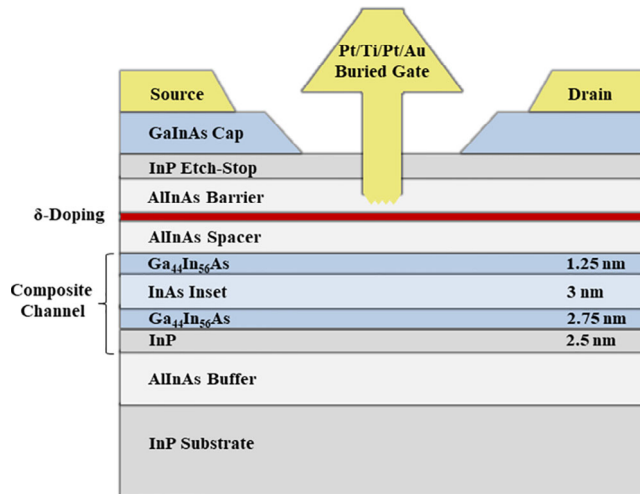 Pt/Ti/Pt/Au
Buried Gate
Source
Drain
GaInAs Cap
InP Etch-Stop
AlInAs Barrier
δ-Doping
AlInAs Spacer
Ga₄₄In₅₆As 1.25 nm
Composite
Channel
InAs Inset 3 nm
Ga₄₄In₅₆As 2.75 nm
InP 2.5 nm
AlInAs Buffer
InP Substrate